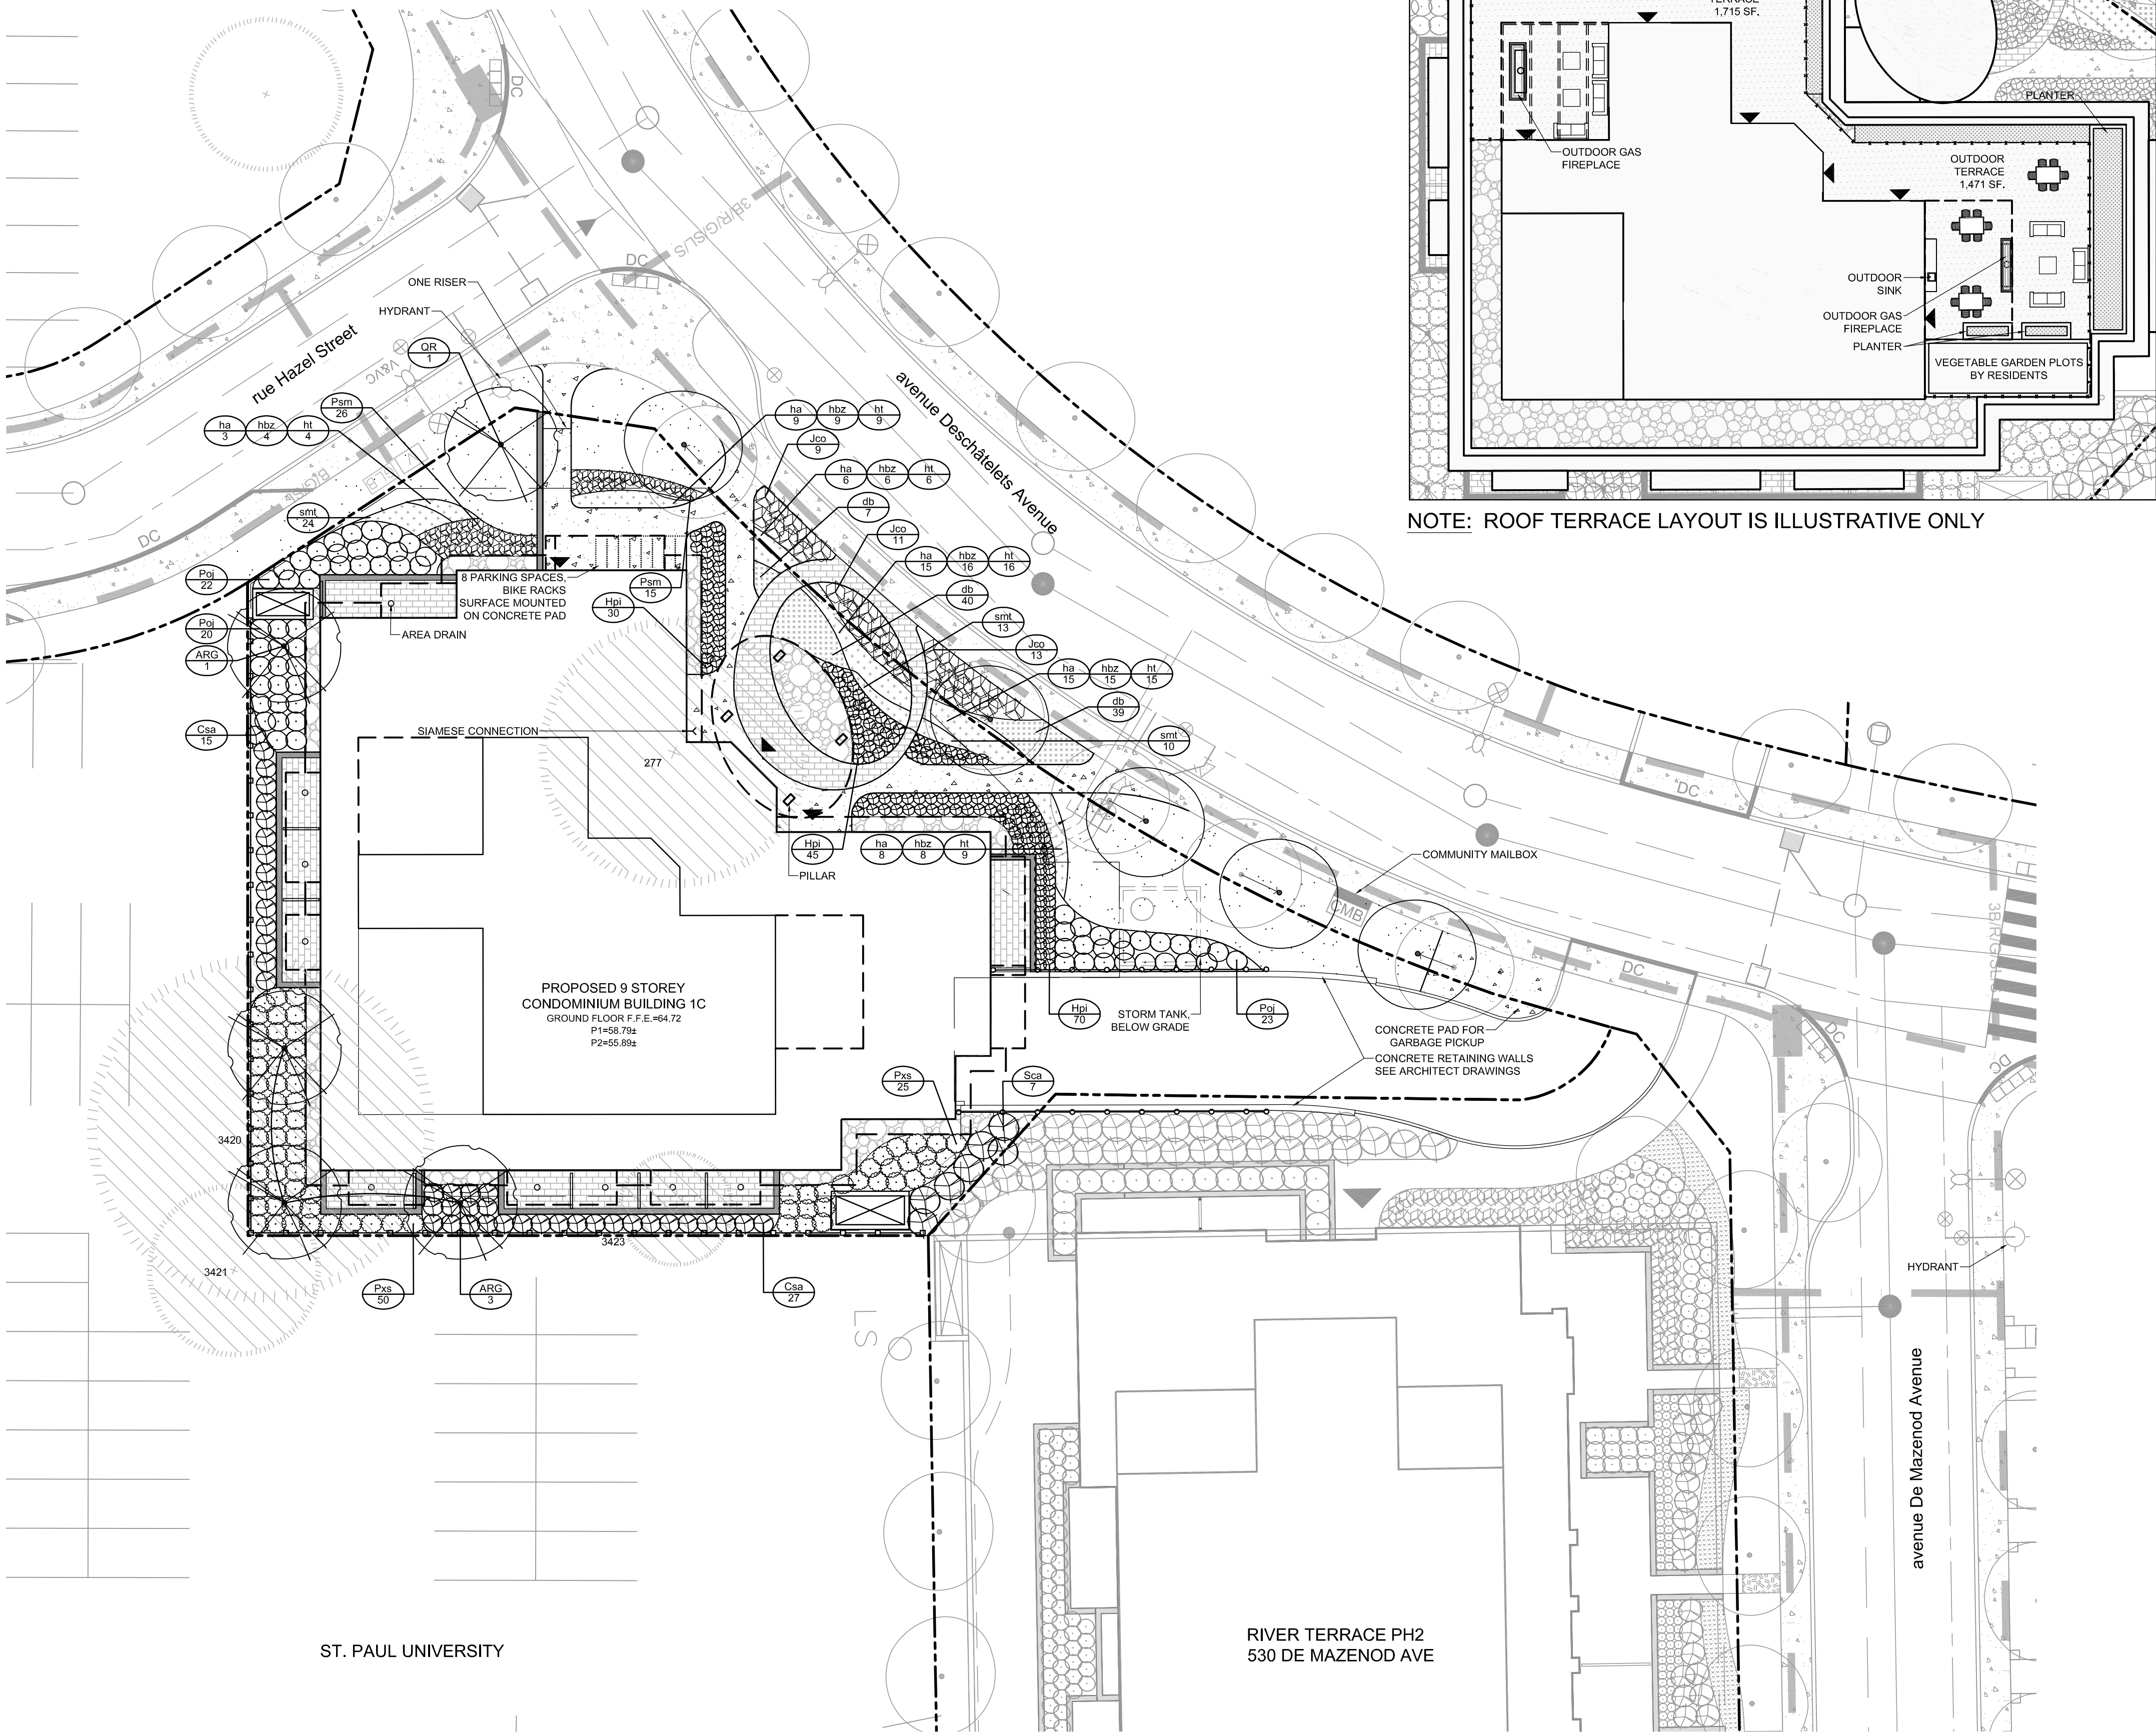 TERRACE
1,715 SF.
OUTDOOR GAS
FIREPLACE
PLANTER
OUTDOOR
TERRACE
1,471 SF.
OUTDOOR
SINK
OUTDOOR GAS
FIREPLACE
PLANTER
VEGETABLE GARDEN PLOTS
BY RESIDENTS
NOTE: ROOF TERRACE LAYOUT IS ILLUSTRATIVE ONLY
DC
3B/R/G/SL/S
DC
ONE RISER
HYDRANT
rue Hazel Street
V&VC
QR
1
Psm
26
ha
3
hbz
4
ht
4
smt
24
DC
avenue Deschâtelets Avenue
ha
9
hbz
9
ht
9
Jco
9
ha
6
hbz
6
ht
6
db
7
Jco
11
ha
15
hbz
16
ht
16
db
40
smt
13
Jco
13
ha
15
hbz
15
ht
15
db
39
smt
10
Poj
22
8 PARKING SPACES,
BIKE RACKS
SURFACE MOUNTED
ON CONCRETE PAD
Psm
15
Hpi
30
Poj
20
ARG
1
AREA DRAIN
Csa
15
SIAMESE CONNECTION
277
Hpi
45
ha
8
hbz
8
ht
9
PILLAR
COMMUNITY MAILBOX
CMB
DC
DC
DC
DC
PROPOSED 9 STOREY
CONDOMINIUM BUILDING 1C
GROUND FLOOR F.F.E.=64.72
P1=58.79±
P2=55.89±
Hpi
70
STORM TANK,
BELOW GRADE
Poj
23
CONCRETE PAD FOR
GARBAGE PICKUP
CONCRETE RETAINING WALLS
SEE ARCHITECT DRAWINGS
Pxs
25
Sca
7
3420
3423
3421
Pxs
50
ARG
3
Csa
27
LS
HYDRANT
avenue De Mazenod Avenue
ST. PAUL UNIVERSITY
RIVER TERRACE PH2
530 DE MAZENOD AVE